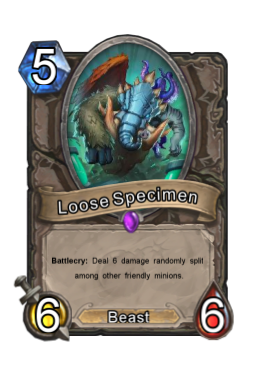 5
Loose Specimen
Battlecry: Deal 6 damage randomly split
among other friendly minions.
6
Beast
6